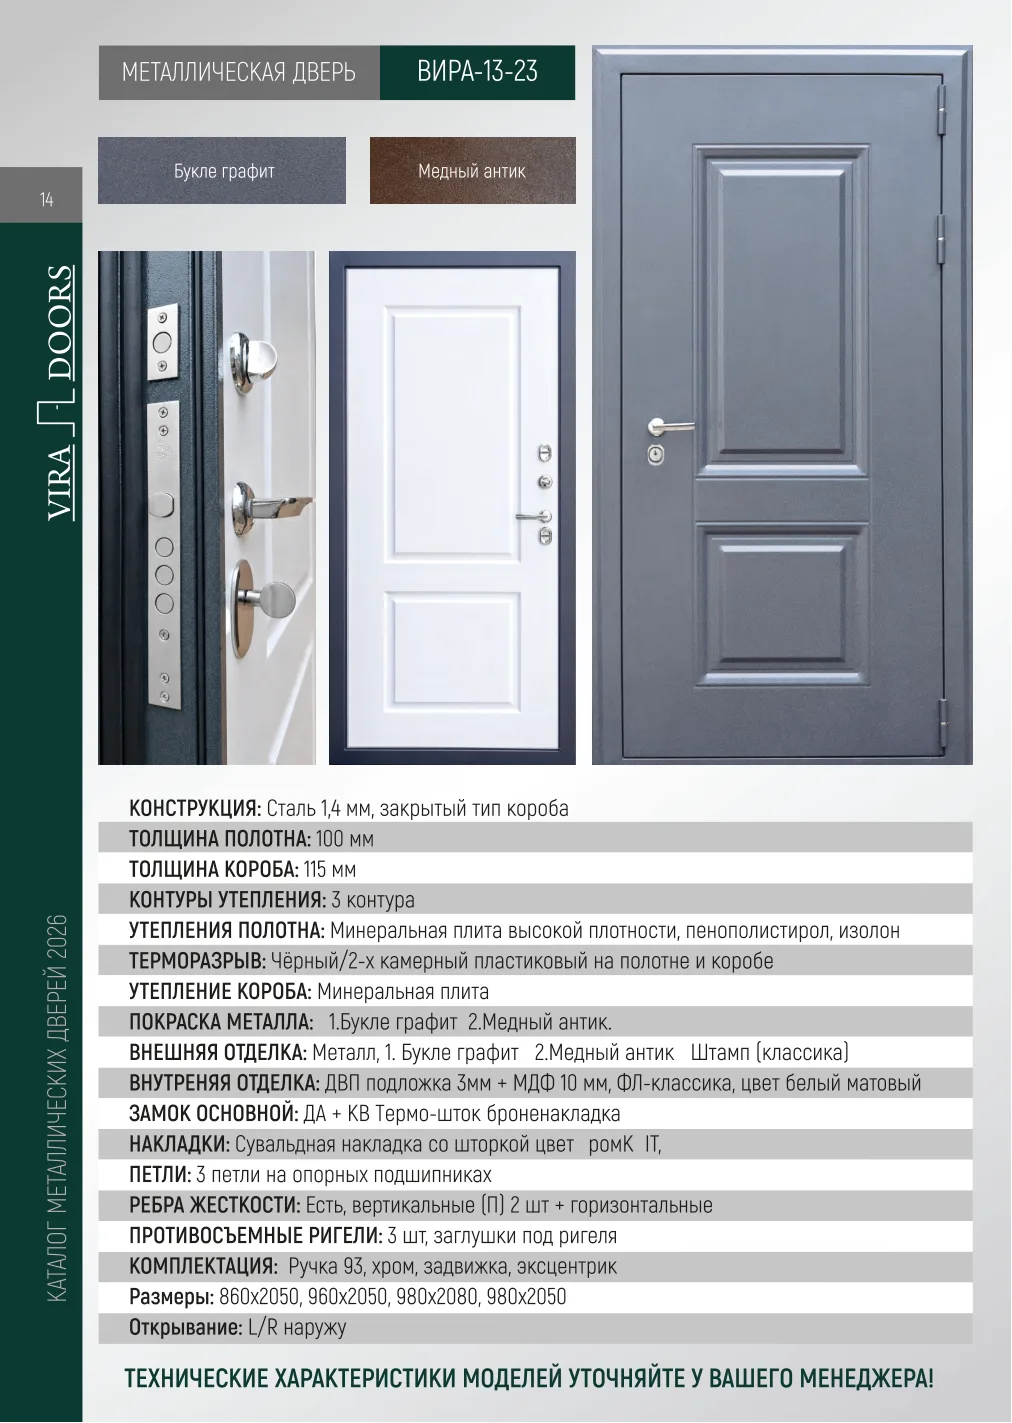 МЕТАЛЛИЧЕСКАЯ ДВЕРЬ ВИРА-13-23
Букле графит Медный антик
14
VIRA DOORS
КАТАЛОГ МЕТАЛЛИЧЕСКИХ ДВЕРЕЙ 2026
КОНСТРУКЦИЯ: Сталь 1,4 мм, закрытый тип короба
ТОЛЩИНА ПОЛОТНА: 100 мм
ТОЛЩИНА КОРОБА: 115 мм
КОНТУРЫ УТЕПЛЕНИЯ: 3 контура
УТЕПЛЕНИЯ ПОЛОТНА: Минеральная плита высокой плотности, пенополистирол, изолон
ТЕРМОРАЗРЫВ: Чёрный/2-х камерный пластиковый на полотне и коробе
УТЕПЛЕНИЕ КОРОБА: Минеральная плита
ПОКРАСКА МЕТАЛЛА: 1.Букле графит 2.Медный антик.
ВНЕШНЯЯ ОТДЕЛКА: Металл, 1. Букле графит 2.Медный антик Штамп (классика)
ВНУТРЕНЯЯ ОТДЕЛКА: ДВП подложка 3мм + МДФ 10 мм, ФЛ-классика, цвет белый матовый
ЗАМОК ОСНОВНОЙ: ДА + КВ Термо-шток броненакладка
НАКЛАДКИ: Сувальдная накладка со шторкой цвет ромК IT,
ПЕТЛИ: 3 петли на опорных подшипниках
РЕБРА ЖЕСТКОСТИ: Есть, вертикальные (П) 2 шт + горизонтальные
ПРОТИВОСЪЕМНЫЕ РИГЕЛИ: 3 шт, заглушки под ригеля
КОМПЛЕКТАЦИЯ: Ручка 93, хром, задвижка, эксцентрик
Размеры: 860х2050, 960х2050, 980х2080, 980х2050
Открывание: L/R наружу
ТЕХНИЧЕСКИЕ ХАРАКТЕРИСТИКИ МОДЕЛЕЙ УТОЧНЯЙТЕ У ВАШЕГО МЕНЕДЖЕРА!